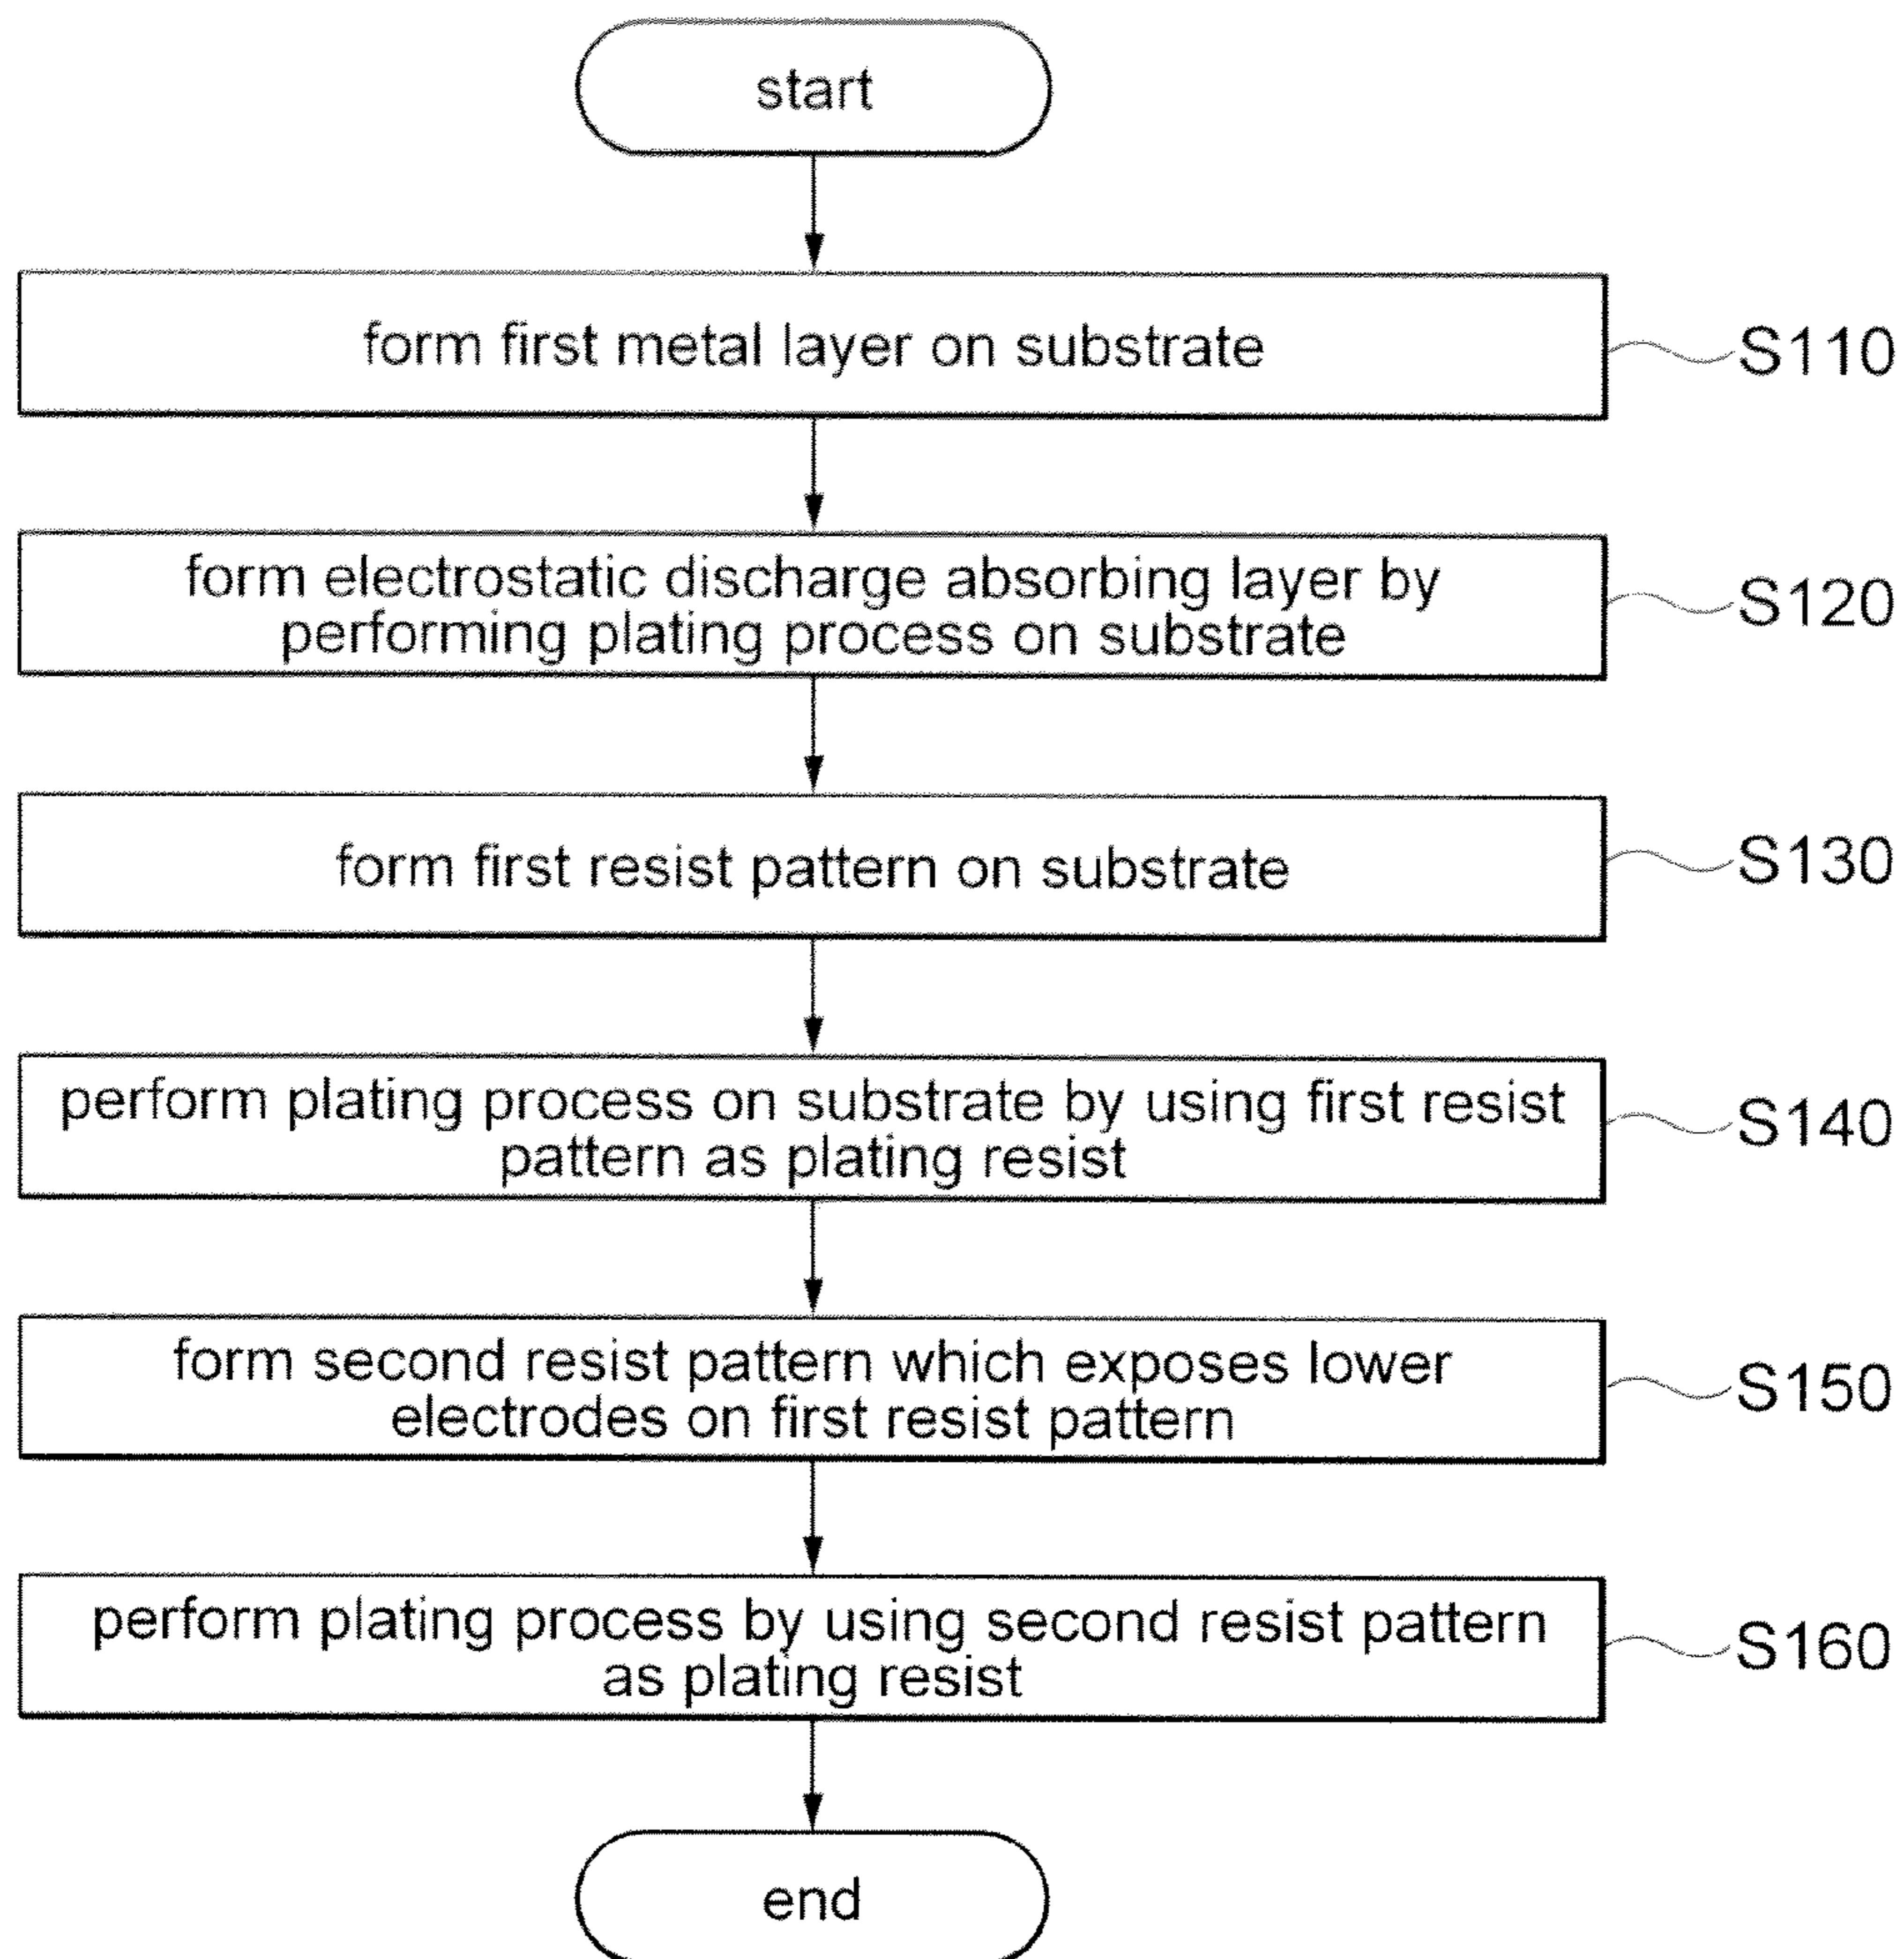 start
form first metal layer on substrate
S110
form electrostatic discharge absorbing layer by
performing plating process on substrate
S120
form first resist pattern on substrate
S130
perform plating process on substrate by using first resist
pattern as plating resist
S140
form second resist pattern which exposes lower
electrodes on first resist pattern
S150
perform plating process by using second resist pattern
as plating resist
S160
end